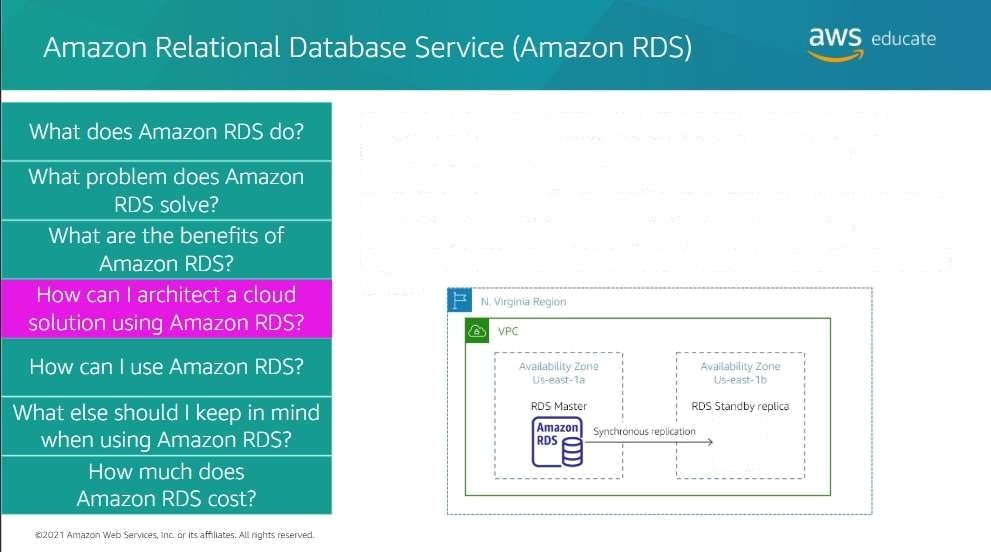 Amazon Relational Database Service (Amazon RDS)
aws educate
What does Amazon RDS do?
What problem does Amazon
RDS solve?
What are the benefits of
Amazon RDS?
How can I architect a cloud
solution using Amazon RDS?
How can I use Amazon RDS?
What else should I keep in mind
when using Amazon RDS?
How much does
Amazon RDS cost?
N. Virginia Region
VPC
Availability Zone
Us-east-1a
RDS Master
Amazon
RDS
Synchronous replication
Availability Zone
Us-east-1b
RDS Standby replica
©2021 Amazon Web Services, Inc. or its affiliates. All rights reserved.